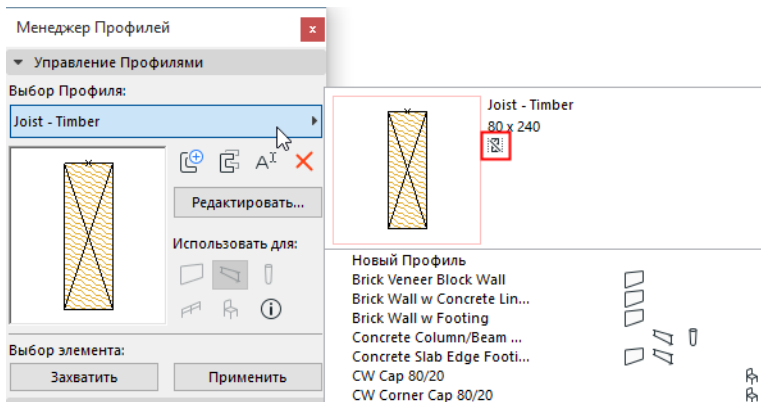 Менеджер Профилей
x
Управление Профилями
Выбор Профиля:
Joist - Timber
Joist - Timber
80 x 240
Редактировать...
Использовать для:
Выбор элемента:
Захватить
Применить
Новый Профиль
Brick Veneer Block Wall
Brick Wall w Concrete Lin...
Brick Wall w Footing
Concrete Column/Beam ...
Concrete Slab Edge Footi...
CW Cap 80/20
CW Corner Cap 80/20